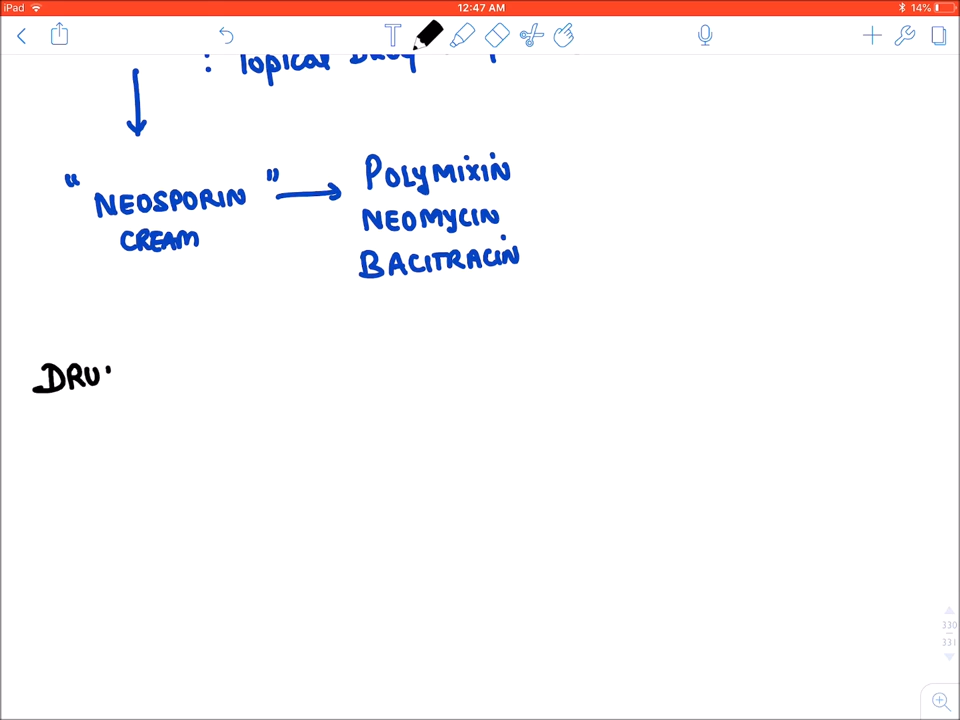 iPad 12:47 AM 14%
T
: Topical
“ NEOSPORIN ” → POLYMIXIN
CREAM NEOMYCIN
BACITRACIN
DRU
330
331